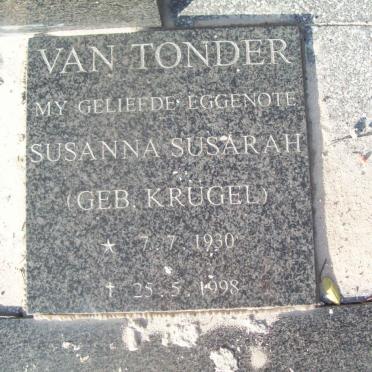 VAN TONDER
MY GELIEFDE EGGENOTE
SUSANNA SUSARAH
(GEB. KRÜGEL)
* 7.7.1930
† 25.5.1998